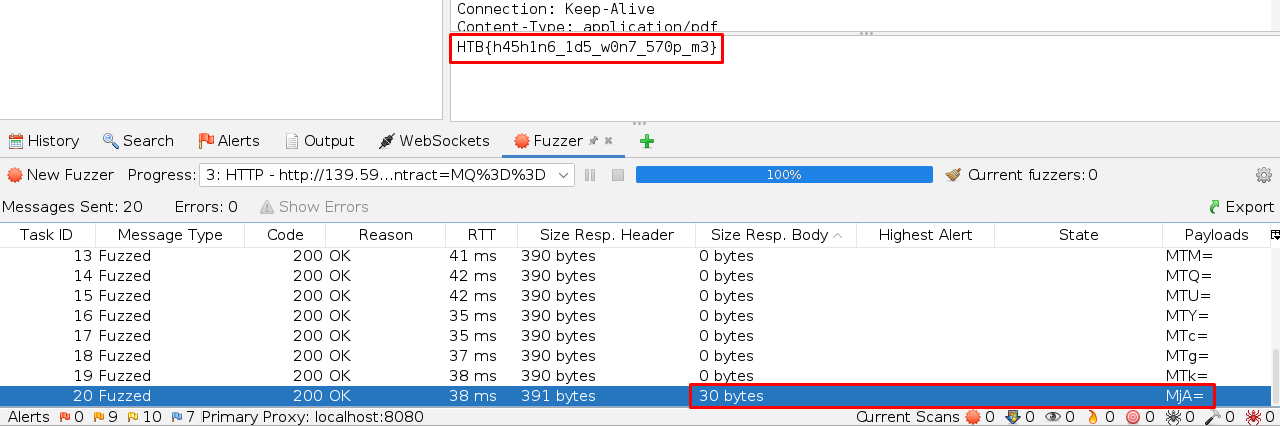 Connection: Keep-Alive
Content-Type: application/pdf
HTB{h45h1n6_1d5_w0n7_570p_m3}
History Search Alerts Output WebSockets Fuzzer
New Fuzzer Progress: 3: HTTP - http://139.59...ntract=MQ%3D%3D 100% Current fuzzers: 0
Messages Sent: 20 Errors: 0 Show Errors Export
Task ID Message Type Code Reason RTT Size Resp. Header Size Resp. Body Highest Alert State Payloads
13 Fuzzed 200 OK 41 ms 390 bytes 0 bytes MTM=
14 Fuzzed 200 OK 42 ms 390 bytes 0 bytes MTQ=
15 Fuzzed 200 OK 42 ms 390 bytes 0 bytes MTU=
16 Fuzzed 200 OK 35 ms 390 bytes 0 bytes MTY=
17 Fuzzed 200 OK 35 ms 390 bytes 0 bytes MTc=
18 Fuzzed 200 OK 37 ms 390 bytes 0 bytes MTg=
19 Fuzzed 200 OK 38 ms 390 bytes 0 bytes MTk=
20 Fuzzed 200 OK 38 ms 391 bytes 30 bytes MjA=
Alerts 0 9 10 7 Primary Proxy: localhost:8080 Current Scans 0 0 0 0 0 0 0 0